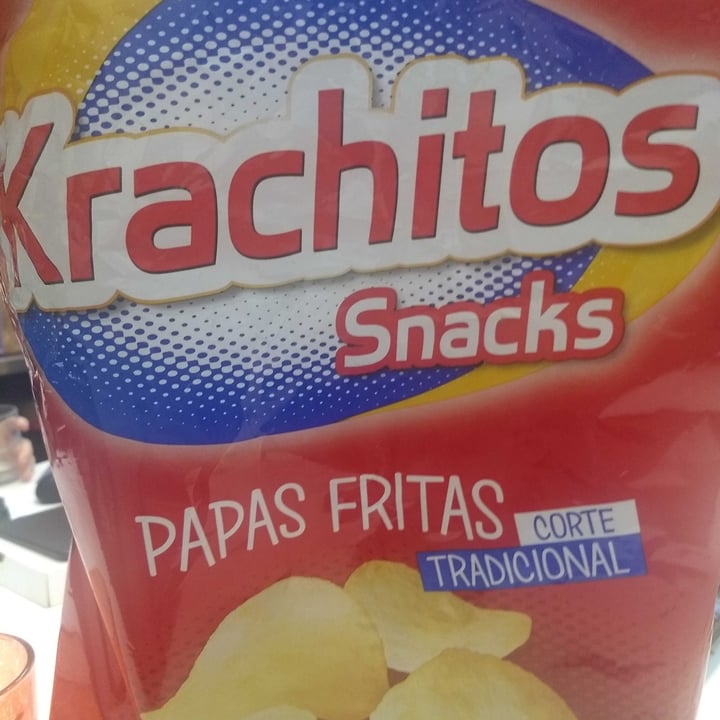 Krachitos
Snacks
PAPAS FRITAS
CORTE
TRADICIONAL